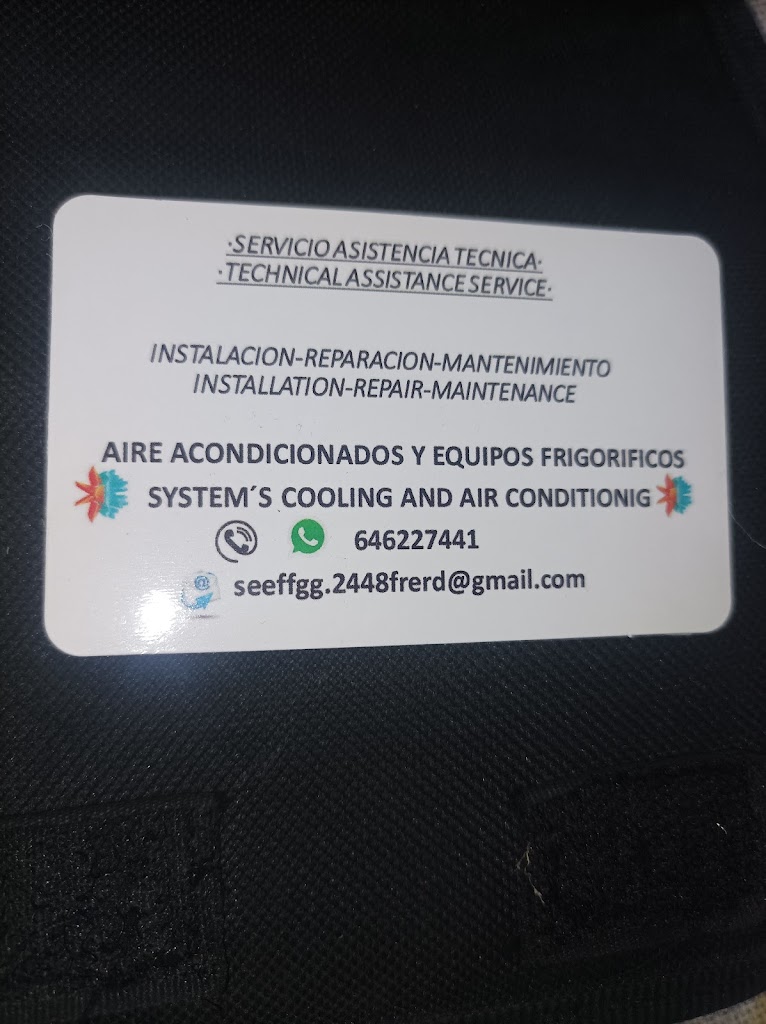 ·SERVICIO ASISTENCIA TECNICA·
·TECHNICAL ASSISTANCE SERVICE·
INSTALACION-REPARACION-MANTENIMIENTO
INSTALLATION-REPAIR-MAINTENANCE
AIRE ACONDICIONADOS Y EQUIPOS FRIGORIFICOS
SYSTEM´S COOLING AND AIR CONDITIONIG
646227441
seeffgg.2448frerd@gmail.com